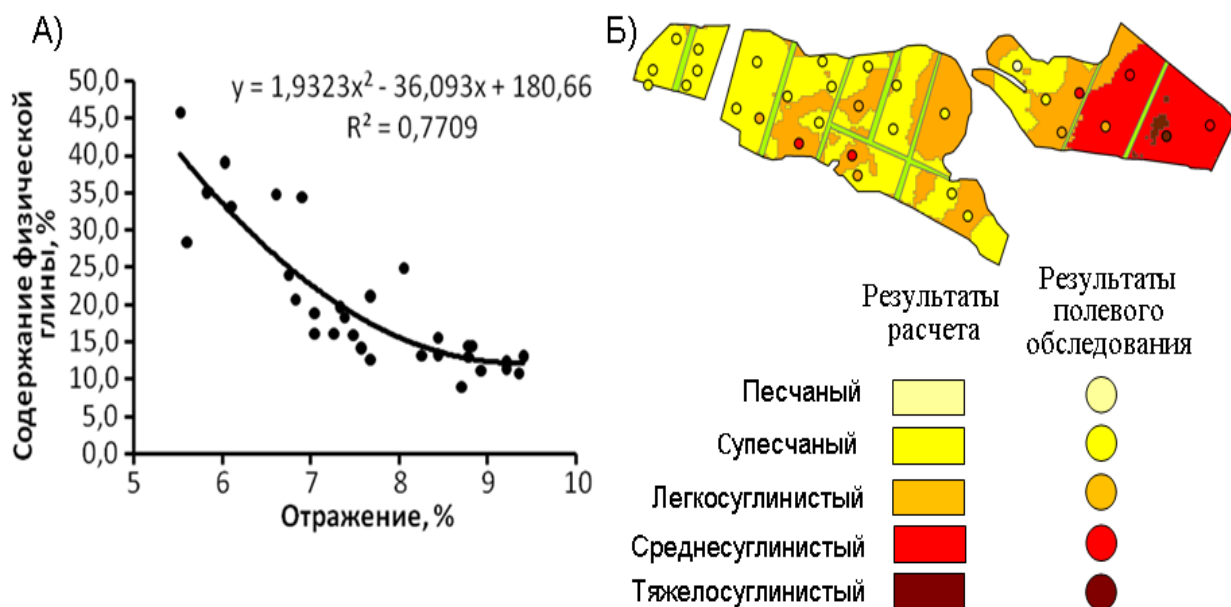 А)
y = 1,9323x² - 36,093x + 180,66
R² = 0,7709
Содержание физической
глины, %
50,0
45,0
40,0
35,0
30,0
25,0
20,0
15,0
10,0
5,0
0,0
5 6 7 8 9 10
Отражение, %
Б)
Результаты
расчета
Результаты
полевого
обследования
Песчаный
Супесчаный
Легкосуглинистый
Среднесуглинистый
Тяжелосуглинистый